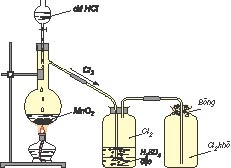 dd HCl
Cl2
MnO2
Cl2
H2SO4
đặc
Bông
Cl2 khô